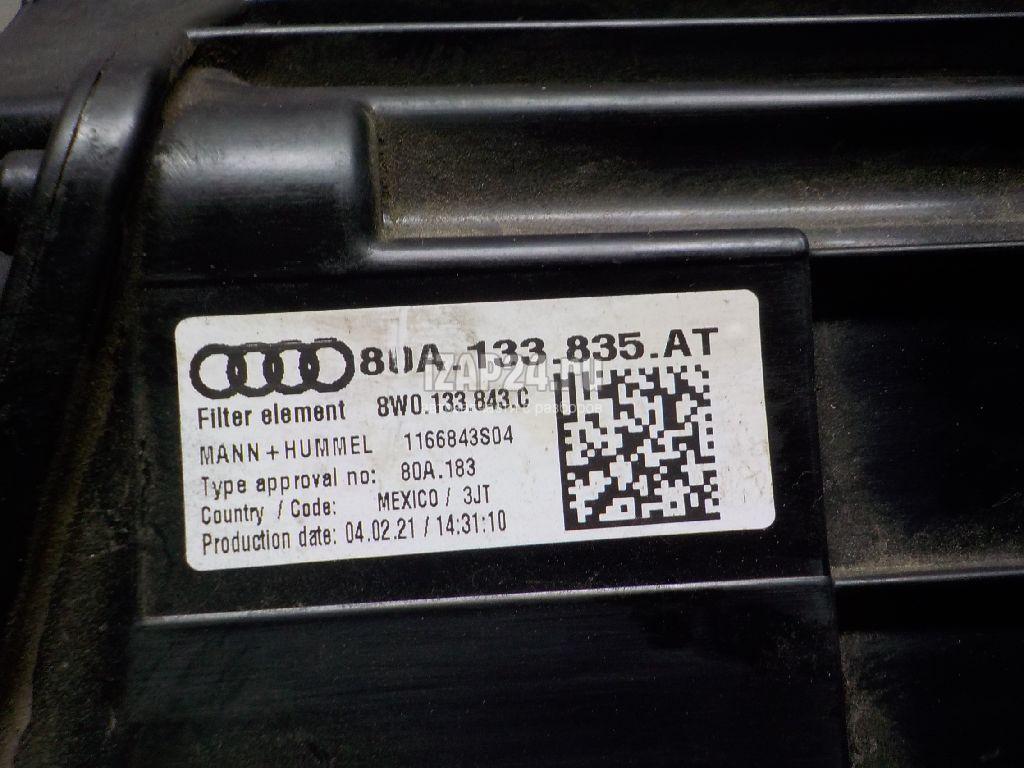 80A.133.835.AT
IZAP24.ru
Filter element 8W0.133.843.C
MANN+HUMMEL 1166843S04
Type approval no: 80A.183
Country / Code: MEXICO / 3JT
Production date: 04.02.21 / 14:31:10